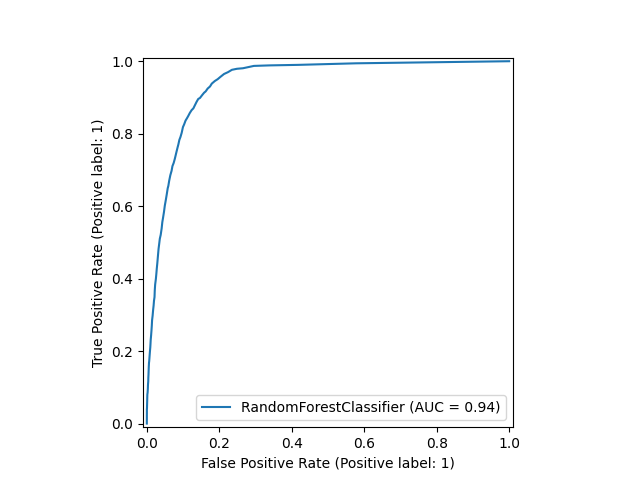 1.0
0.8
0.6
0.4
0.2
0.0
True Positive Rate (Positive label: 1)
RandomForestClassifier (AUC = 0.94)
0.0 0.2 0.4 0.6 0.8 1.0
False Positive Rate (Positive label: 1)